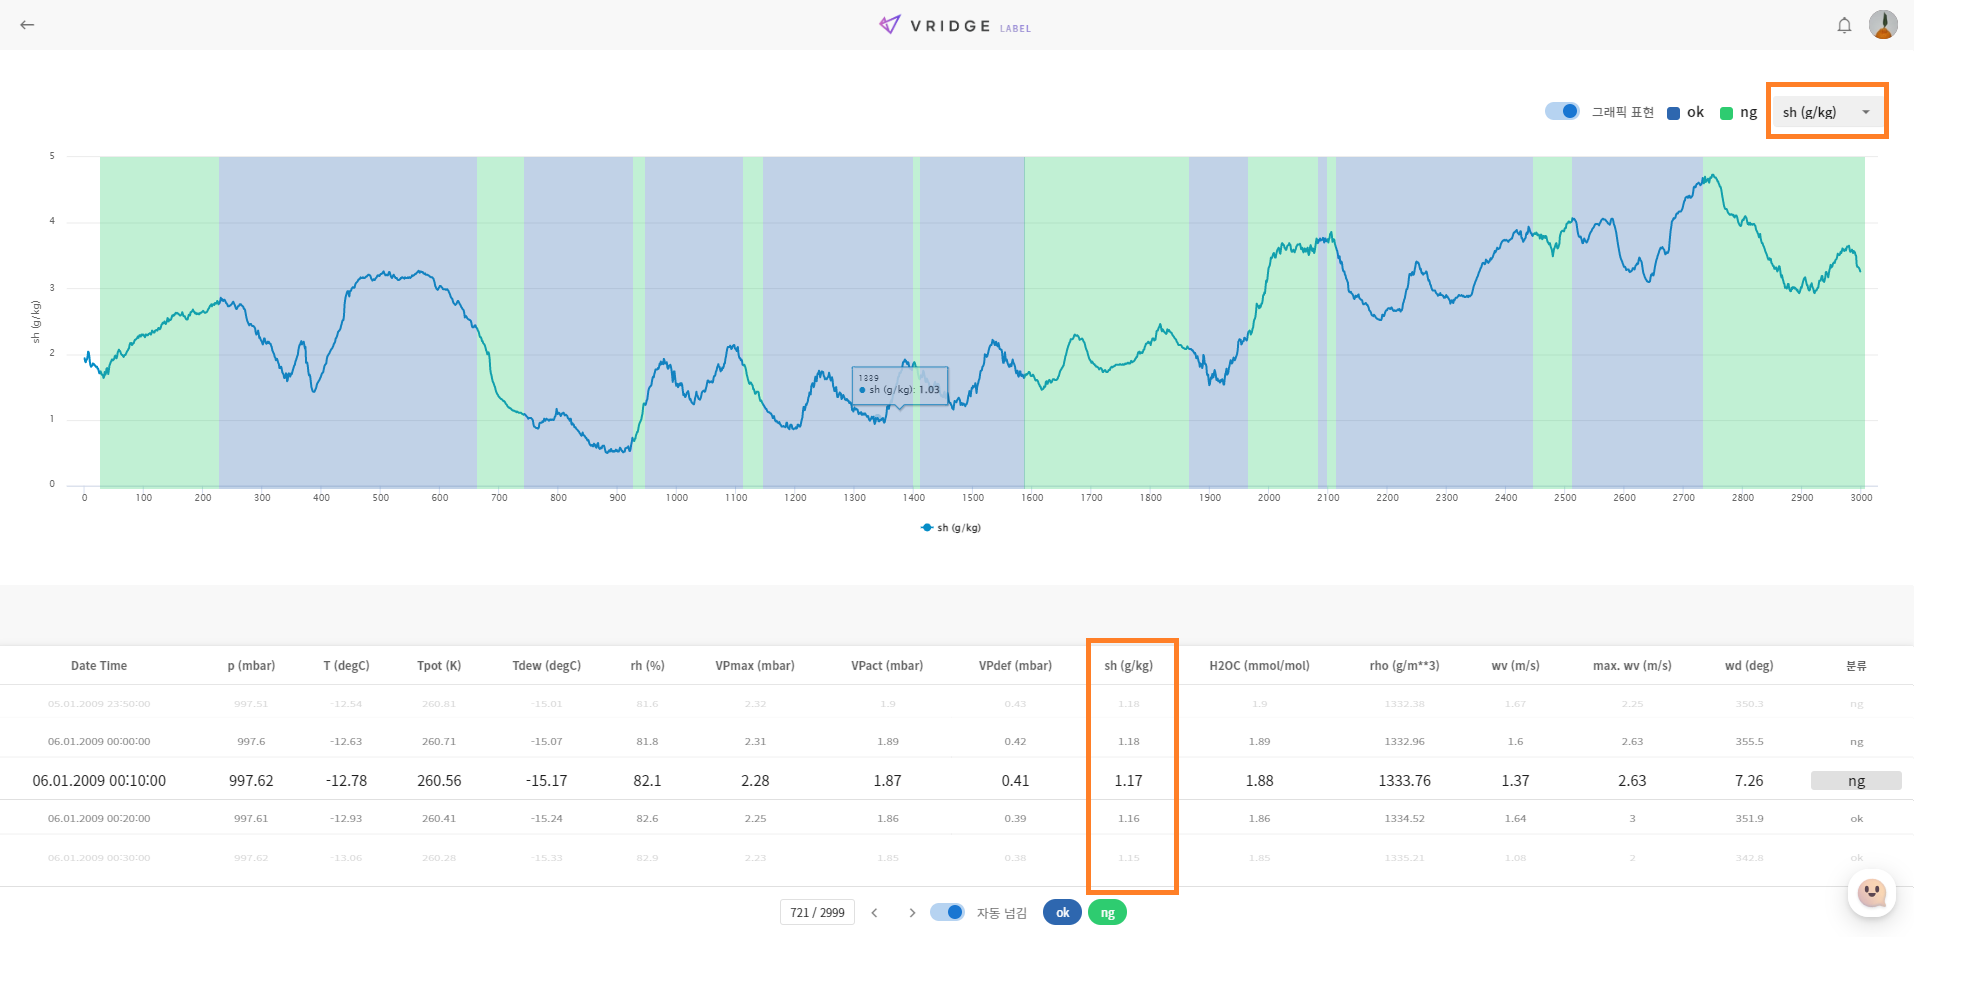 VRIDGE LABEL
그래픽 표현 ok ng sh (g/kg)
5
4
3
2
1
0
sh (g/kg)
sh (g/kg): 1.03
0 100 200 300 400 500 600 700 800 900 1000 1100 1200 1300 1400 1500 1600 1700 1800 1900 2000 2100 2200 2300 2400 2500 2600 2700 2800 2900 3000
sh (g/kg)
Date Time p (mbar) T (degC) Tpot (K) Tdew (degC) rh (%) VPmax (mbar) VPact (mbar) VPdef (mbar) sh (g/kg) H2OC (mmol/mol) rho (g/m**3) wv (m/s) max. wv (m/s) wd (deg) 분류
05.01.2009 23:50:00 997.51 -12.54 260.81 -15.01 81.6 2.32 1.9 0.43 1.18 1.9 1332.38 1.67 2.25 350.3 ng
06.01.2009 00:00:00 997.6 -12.63 260.71 -15.07 81.8 2.31 1.89 0.42 1.18 1.89 1332.96 1.6 2.63 355.5 ng
06.01.2009 00:10:00 997.62 -12.78 260.56 -15.17 82.1 2.28 1.87 0.41 1.17 1.88 1333.76 1.37 2.63 7.26 ng
06.01.2009 00:20:00 997.61 -12.93 260.41 -15.24 82.6 2.25 1.86 0.39 1.16 1.86 1334.52 1.64 3 351.9 ok
06.01.2009 00:30:00 997.62 -13.06 260.28 -15.33 82.9 2.23 1.85 0.38 1.15 1.85 1335.21 1.08 2 342.8 ok
721 / 2999 자동 넘김 ok ng